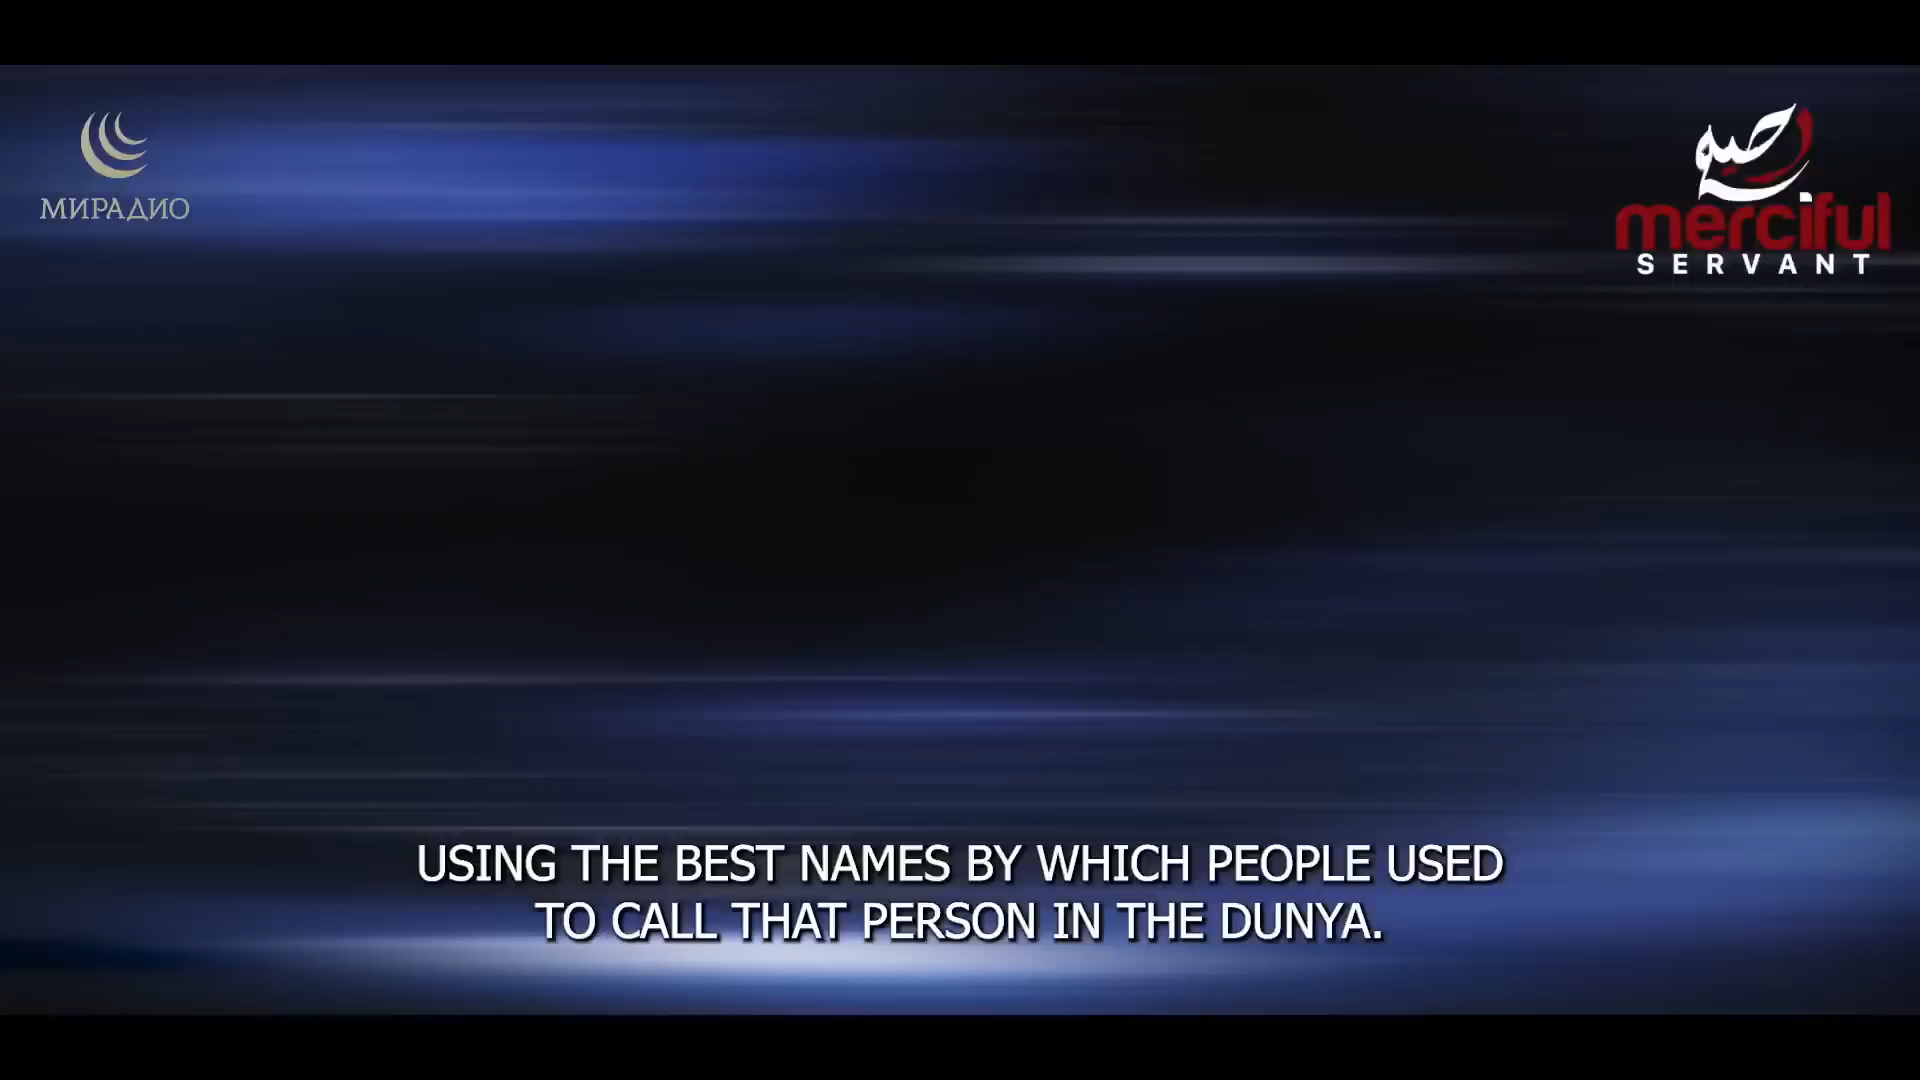 МИРАДИО
merciful
SERVANT
USING THE BEST NAMES BY WHICH PEOPLE USED
TO CALL THAT PERSON IN THE DUNYA.